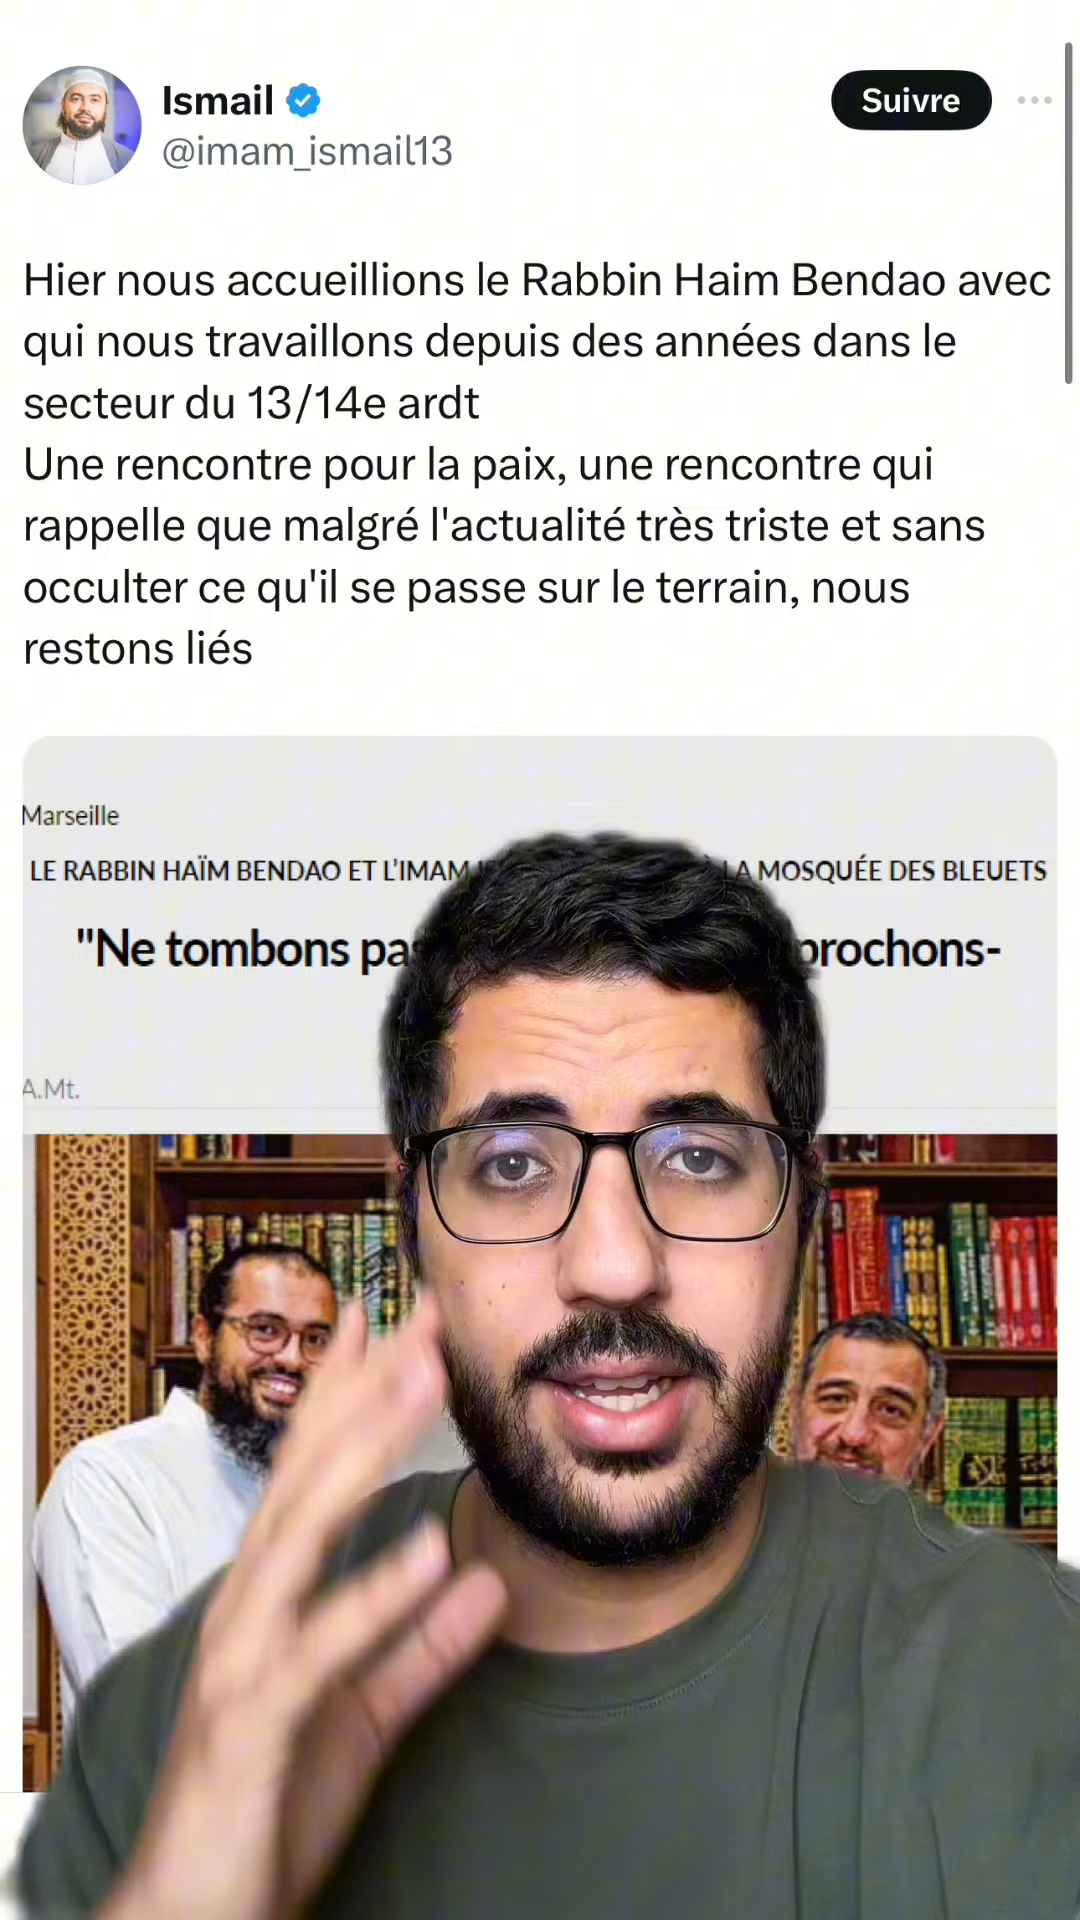 Ismail
@imam_ismail13
Suivre
Hier nous accueillions le Rabbin Haim Bendao avec
qui nous travaillons depuis des années dans le
secteur du 13/14e ardt
Une rencontre pour la paix, une rencontre qui
rappelle que malgré l'actualité très triste et sans
occulter ce qu'il se passe sur le terrain, nous
restons liés
Marseille
LE RABBIN HAÏM BENDAO ET L'IMAM LA MOSQUÉE DES BLEUETS
"Ne tombons pas prochons-
A.Mt.